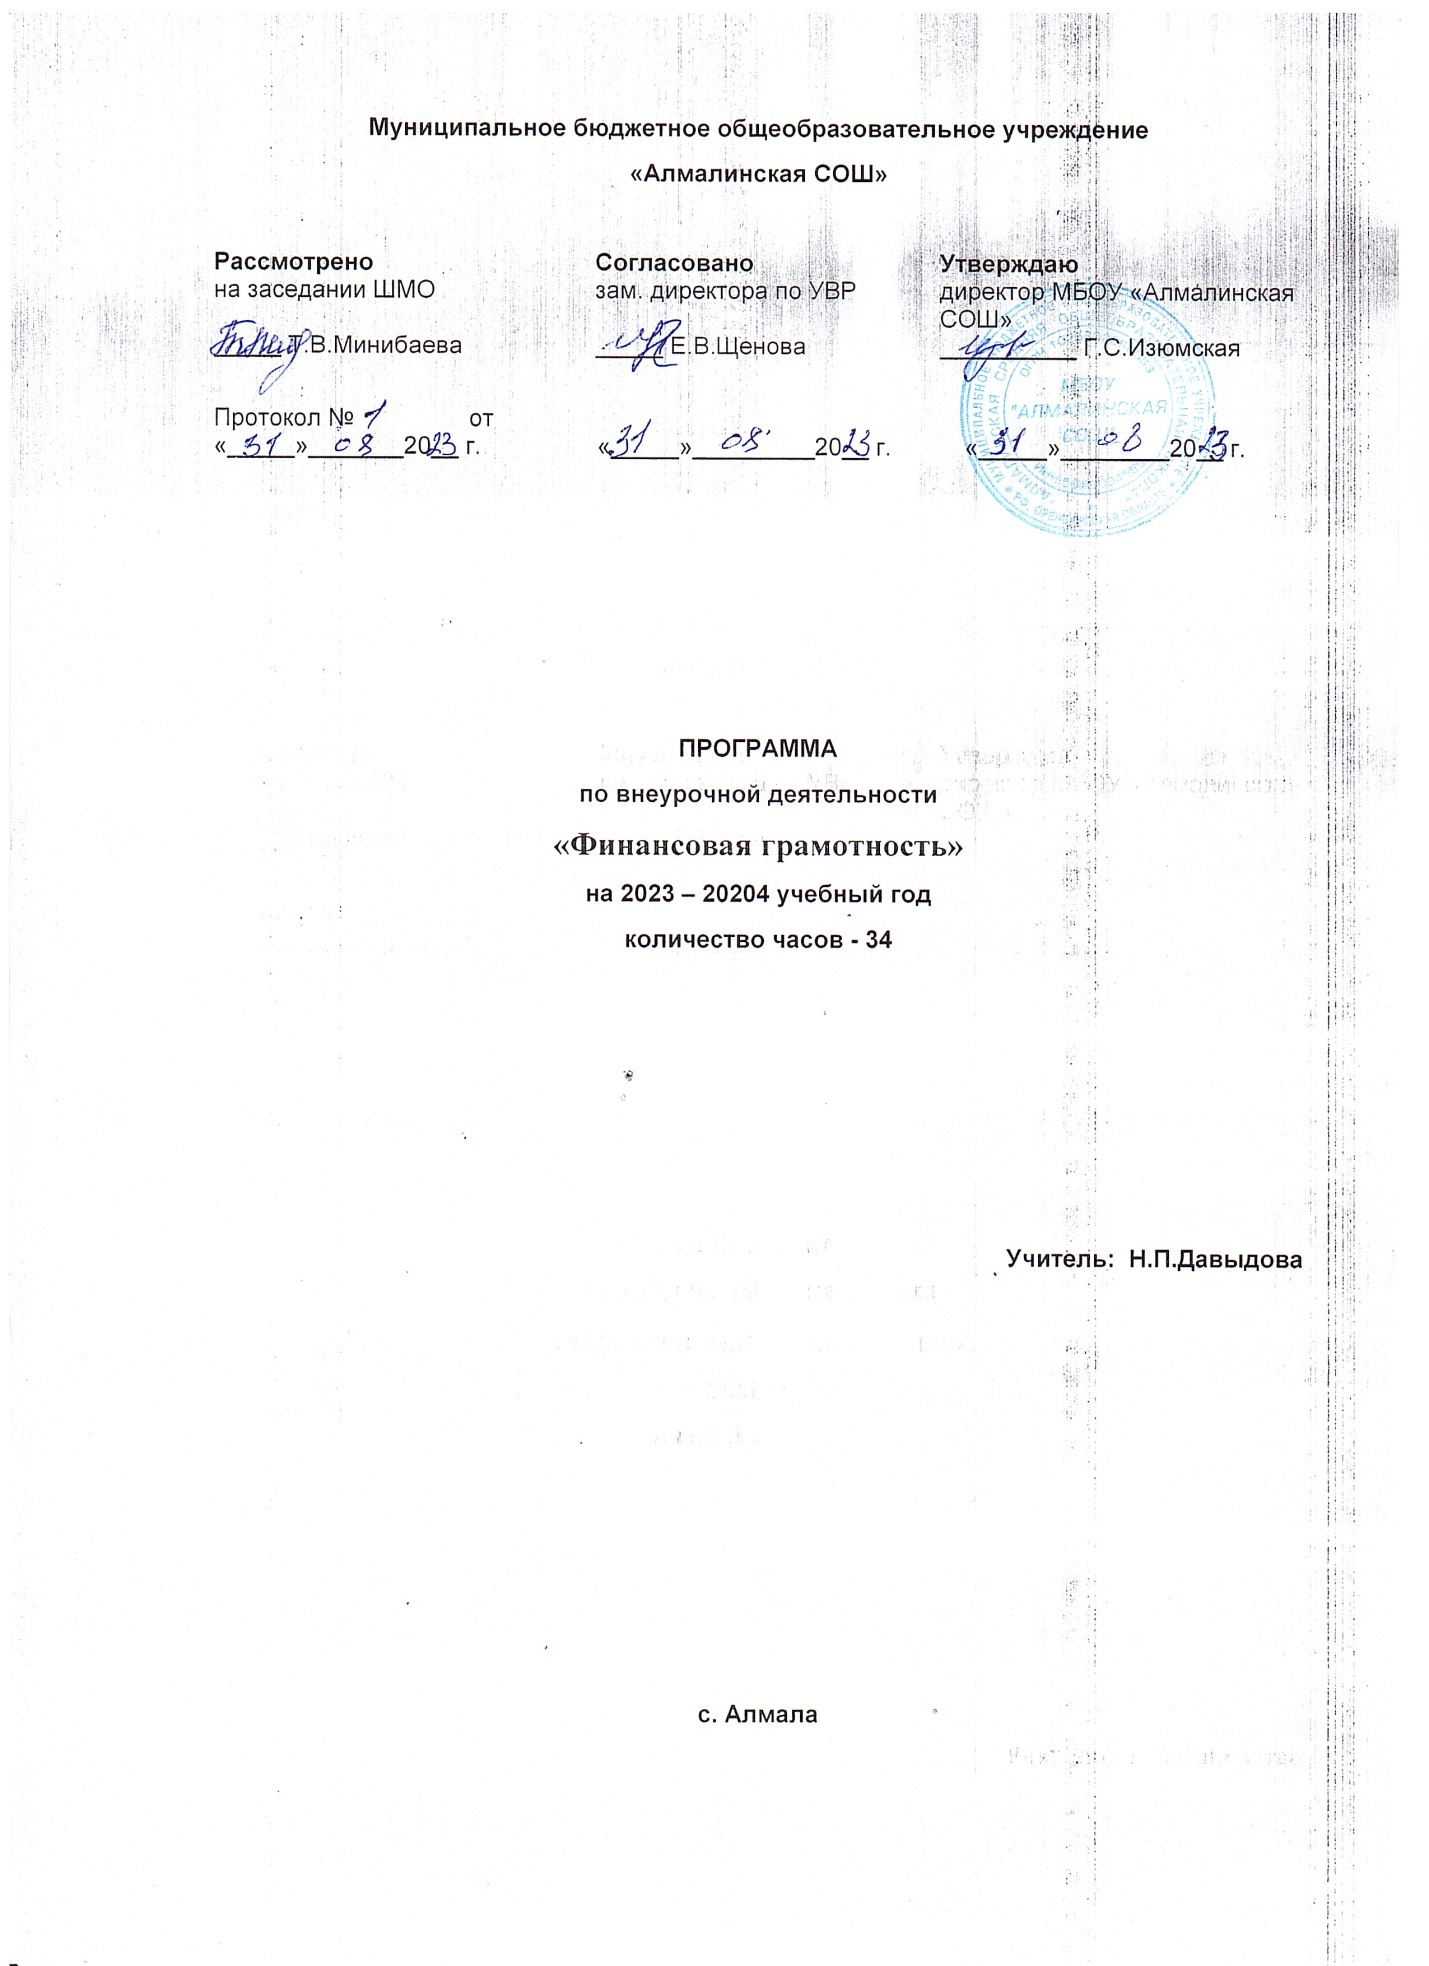 Муниципальное бюджетное общеобразовательное учреждение
«Алмалинская СОШ»
Рассмотрено
на заседании ШМО
Т.В.Минибаева
Протокол № 1 от
«31» 08 2023 г.
Согласовано
зам. директора по УВР
Е.В.Щенова
«31» 08 2023 г.
Утверждаю
директор МБОУ «Алмалинская
СОШ»
Г.С.Изюмская
«31» 08 2023 г.
МБОУ
"АЛМАЛИНСКАЯ
ПРОГРАММА
по внеурочной деятельности
«Финансовая грамотность»
на 2023 – 20204 учебный год
количество часов - 34
Учитель: Н.П.Давыдова
с. Алмала